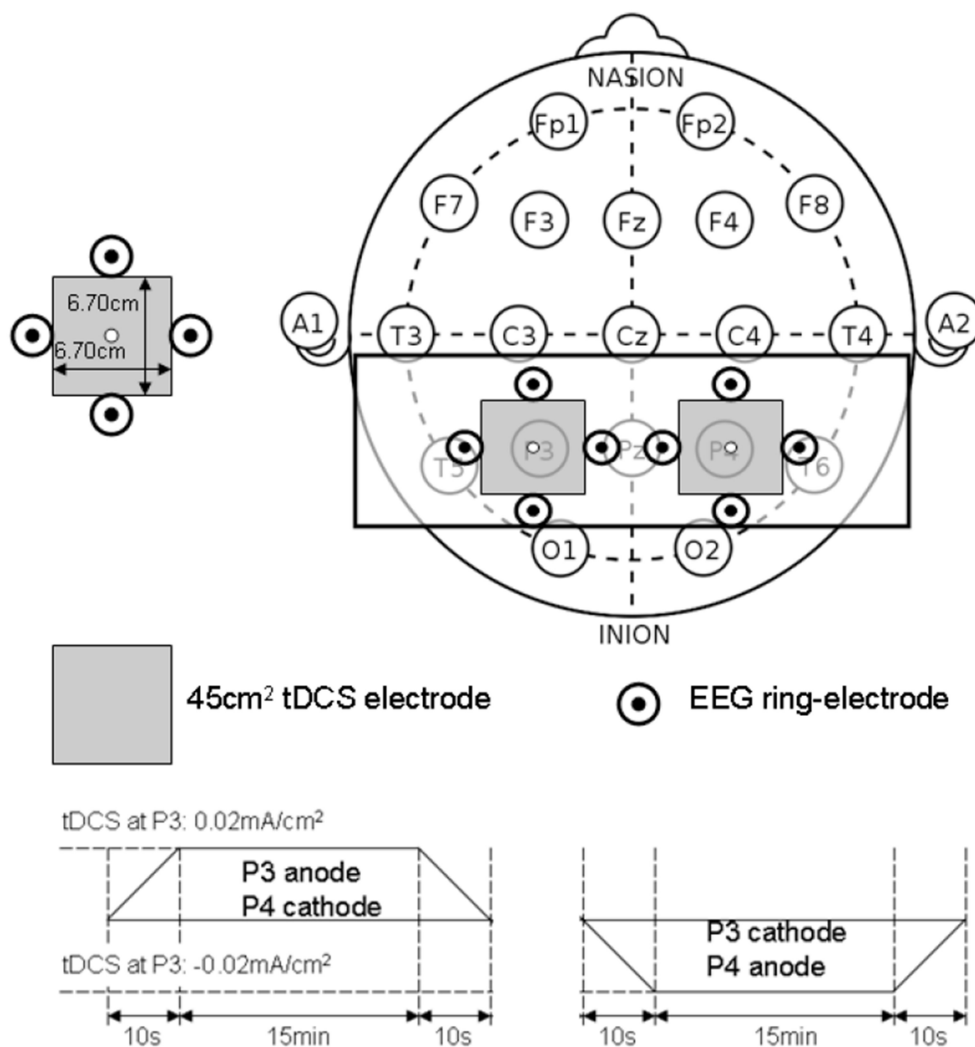 NASION
Fp1 Fp2
F7 F3 Fz F4 F8
6.70cm
6.70cm
A1 T3 C3 Cz C4 T4 A2
T5 P3 Pz P4 T6
O1 O2
INION
45cm² tDCS electrode
EEG ring-electrode
tDCS at P3: 0.02mA/cm²
P3 anode
P4 cathode
tDCS at P3: -0.02mA/cm²
10s 15min 10s
P3 cathode
P4 anode
10s 15min 10s